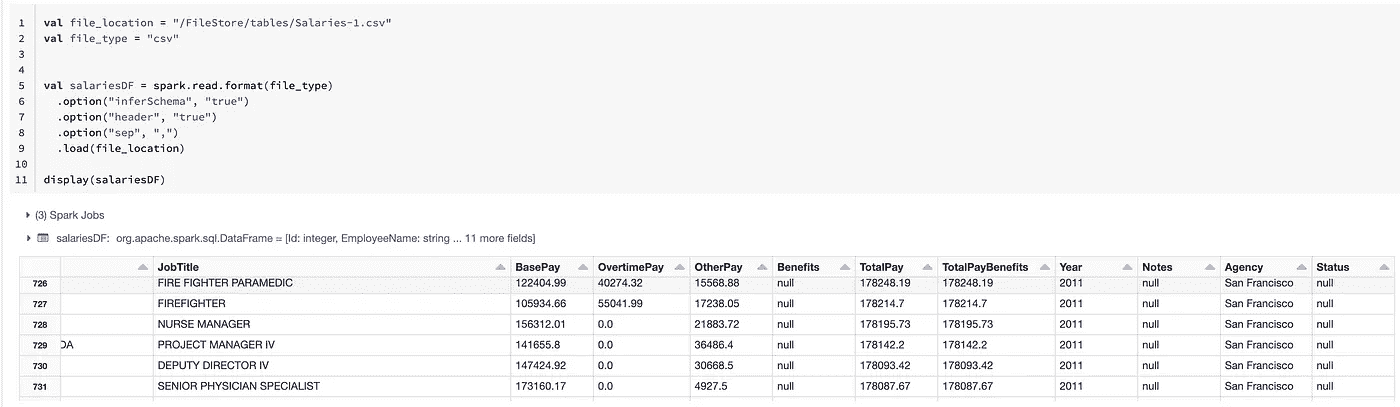 1 val file_location = "/FileStore/tables/Salaries-1.csv"
2 val file_type = "csv"
3
4
5 val salariesDF = spark.read.format(file_type)
6 .option("inferSchema", "true")
7 .option("header", "true")
8 .option("sep", ",")
9 .load(file_location)
10
11 display(salariesDF)
(3) Spark Jobs
salariesDF: org.apache.spark.sql.DataFrame = [Id: integer, EmployeeName: string ... 11 more fields]
JobTitle BasePay OvertimePay OtherPay Benefits TotalPay TotalPayBenefits Year Notes Agency Status
726 FIRE FIGHTER PARAMEDIC 122404.99 40274.32 15568.88 null 178248.19 178248.19 2011 null San Francisco null
727 FIREFIGHTER 105934.66 55041.99 17238.05 null 178214.7 178214.7 2011 null San Francisco null
728 NURSE MANAGER 156312.01 0.0 21883.72 null 178195.73 178195.73 2011 null San Francisco null
729 DA PROJECT MANAGER IV 141655.8 0.0 36486.4 null 178142.2 178142.2 2011 null San Francisco null
730 DEPUTY DIRECTOR IV 147424.92 0.0 30668.5 null 178093.42 178093.42 2011 null San Francisco null
731 SENIOR PHYSICIAN SPECIALIST 173160.17 0.0 4927.5 null 178087.67 178087.67 2011 null San Francisco null